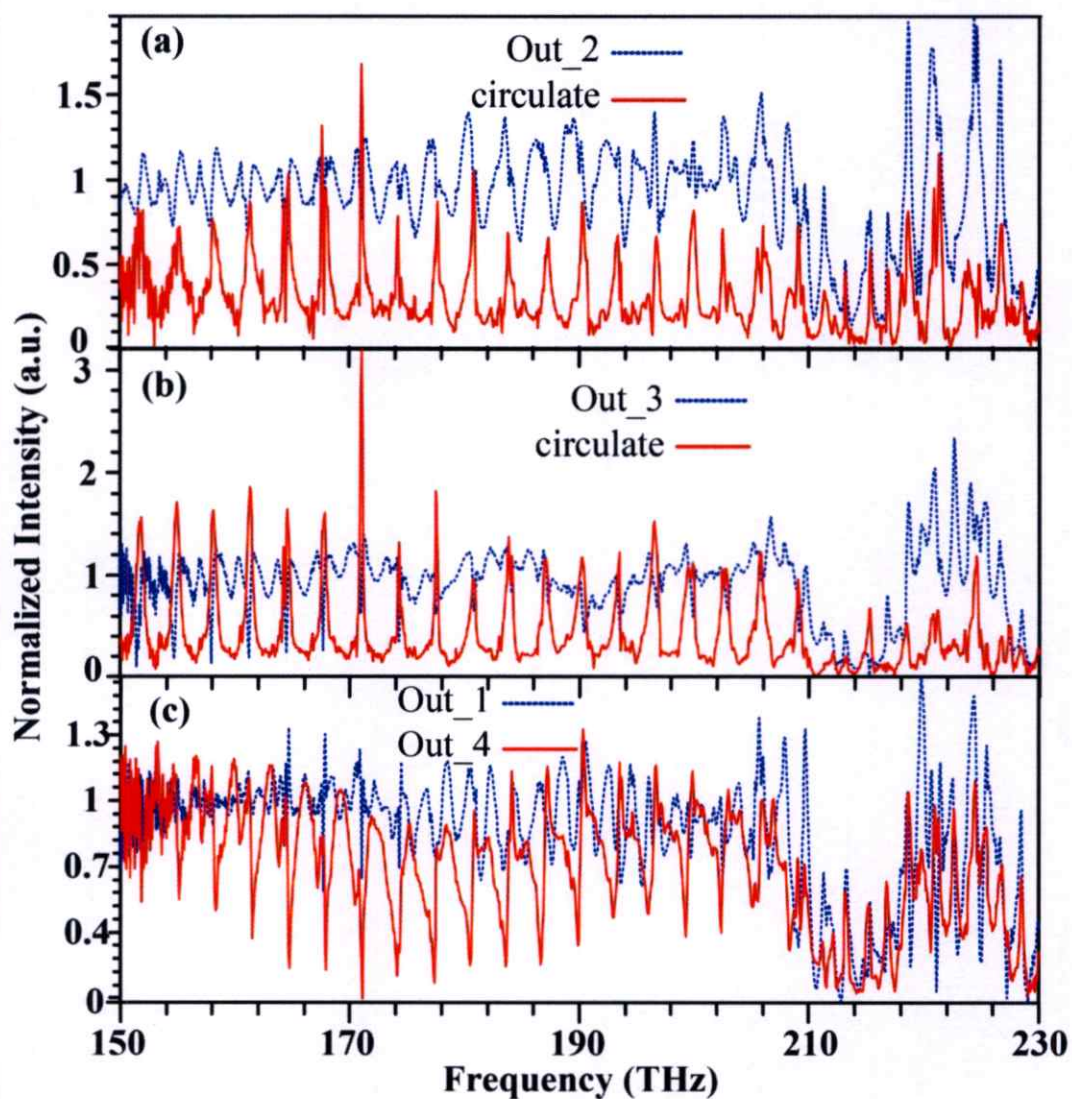 (a)
Out_2
circulate
1.5
1
0.5
0
(b)
Out_3
circulate
3
2
1
0
(c)
Out_1
Out_4
1.3
1
0.7
0.4
0
150 170 190 210 230
Frequency (THz)
Normalized Intensity (a.u.)